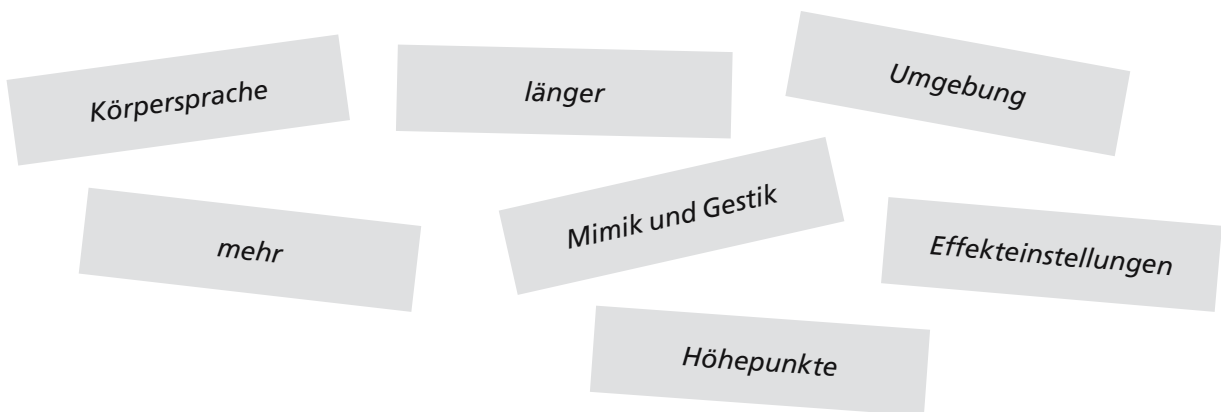 Körpersprache
länger
Umgebung
mehr
Mimik und Gestik
Effekteinstellungen
Höhepunkte